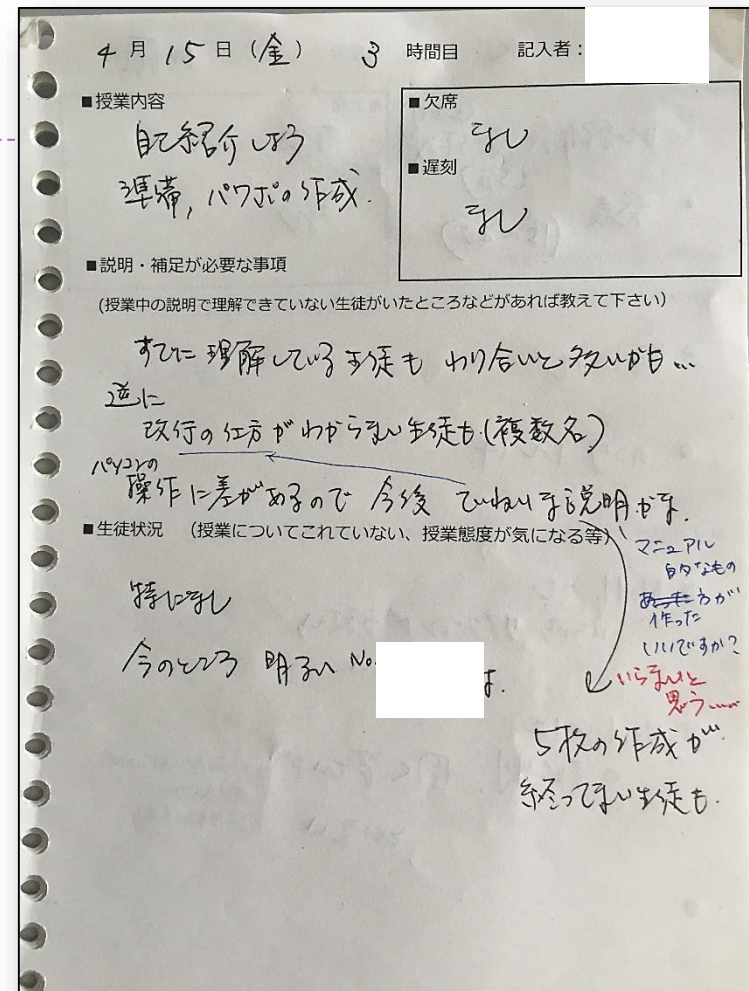 4月15日(金) 3 時間目 記入者：
■授業内容
自己紹介しよう
準備, パワポの作成.
■欠席
なし
■遅刻
なし
■説明・補足が必要な事項
（授業中の説明で理解できていない生徒がいたところなどがあれば教えて下さい）
すでに理解している生徒も わり合いと多いかも…
逆に
改行の仕方がわからない生徒も(複数名)
パソコンの
操作に差があるので 今後 ていねいな説明かな.
■生徒状況 （授業についてこれていない、授業態度が気になる等）
マニュアル
的なもの
方が
作った
いいですか?
いらないと
思う……
特になし
今のところ 明るい No.
す.
5枚の作成が
終ってない生徒も.